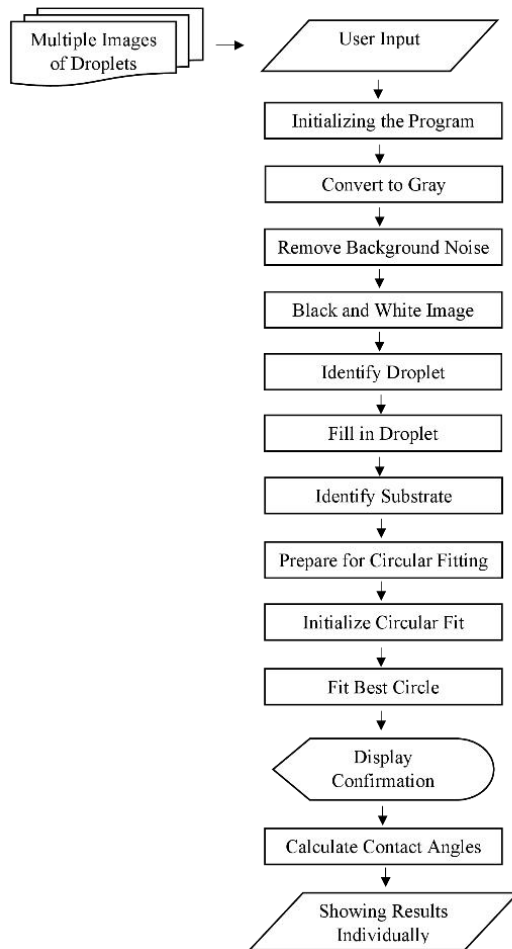 Multiple Images
of Droplets
User Input
Initializing the Program
Convert to Gray
Remove Background Noise
Black and White Image
Identify Droplet
Fill in Droplet
Identify Substrate
Prepare for Circular Fitting
Initialize Circular Fit
Fit Best Circle
Display
Confirmation
Calculate Contact Angles
Showing Results
Individually